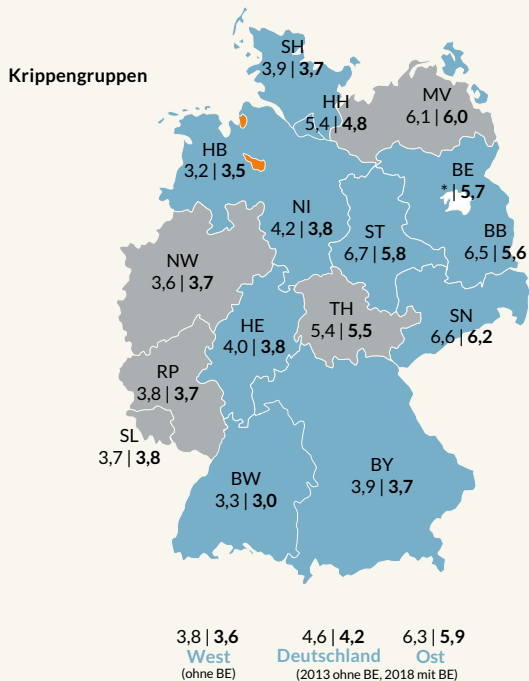 SH
3,9 | 3,7
Krippengruppen
HH
5,4 | 4,8
MV
6,1 | 6,0
HB
3,2 | 3,5
BE
* | 5,7
NI
4,2 | 3,8
ST
6,7 | 5,8
BB
6,5 | 5,6
NW
3,6 | 3,7
HE
4,0 | 3,8
TH
5,4 | 5,5
SN
6,6 | 6,2
RP
3,8 | 3,7
SL
3,7 | 3,8
BW
3,3 | 3,0
BY
3,9 | 3,7
3,8 | 3,6 4,6 | 4,2 6,3 | 5,9
West Deutschland Ost
(ohne BE) (2013 ohne BE, 2018 mit BE)